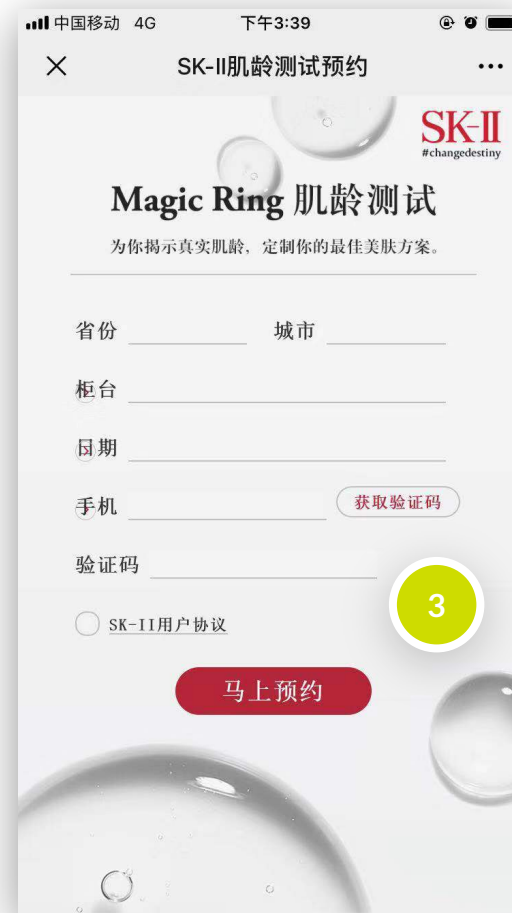 中国移动 4G 下午3:39
SK-II肌龄测试预约
SK-II
#changedestiny
Magic Ring 肌龄测试
为你揭示真实肌龄，定制你的最佳美肤方案。
省份 城市
柜台
日期
手机 获取验证码
验证码
3
SK-II用户协议
马上预约